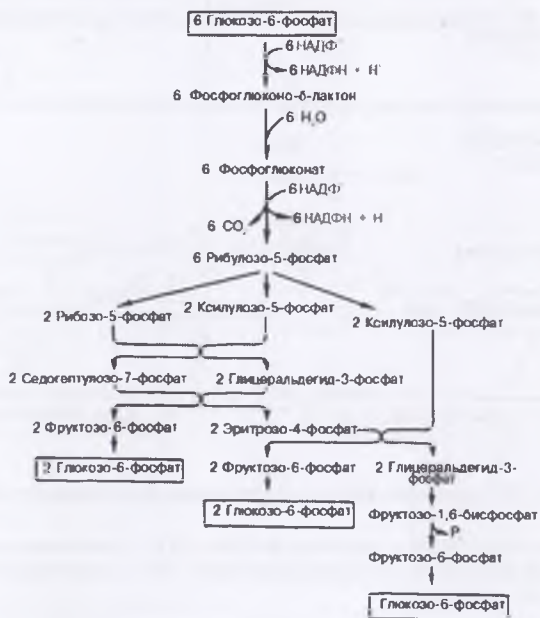 6 Глюкозо-6-фосфат
6 НАДФ
6 НАДФН + Н
6 Фосфоглюконо-δ-лактон
6 H₂O
6 Фосфоглюконат
6 НАДФ
6 CO₂ 6 НАДФН + Н
6 Рибулозо-5-фосфат
2 Рибозо-5-фосфат 2 Ксилулозо-5-фосфат 2 Ксилулозо-5-фосфат
2 Седогептулозо-7-фосфат 2 Глицеральдегид-3-фосфат
2 Фруктозо-6-фосфат 2 Эритрозо-4-фосфат
2 Глюкозо-6-фосфат 2 Фруктозо-6-фосфат 2 Глицеральдегид-3-
фосфат
2 Глюкозо-6-фосфат Фруктозо-1,6-бисфосфат
P
Фруктозо-6-фосфат
Глюкозо-6-фосфат